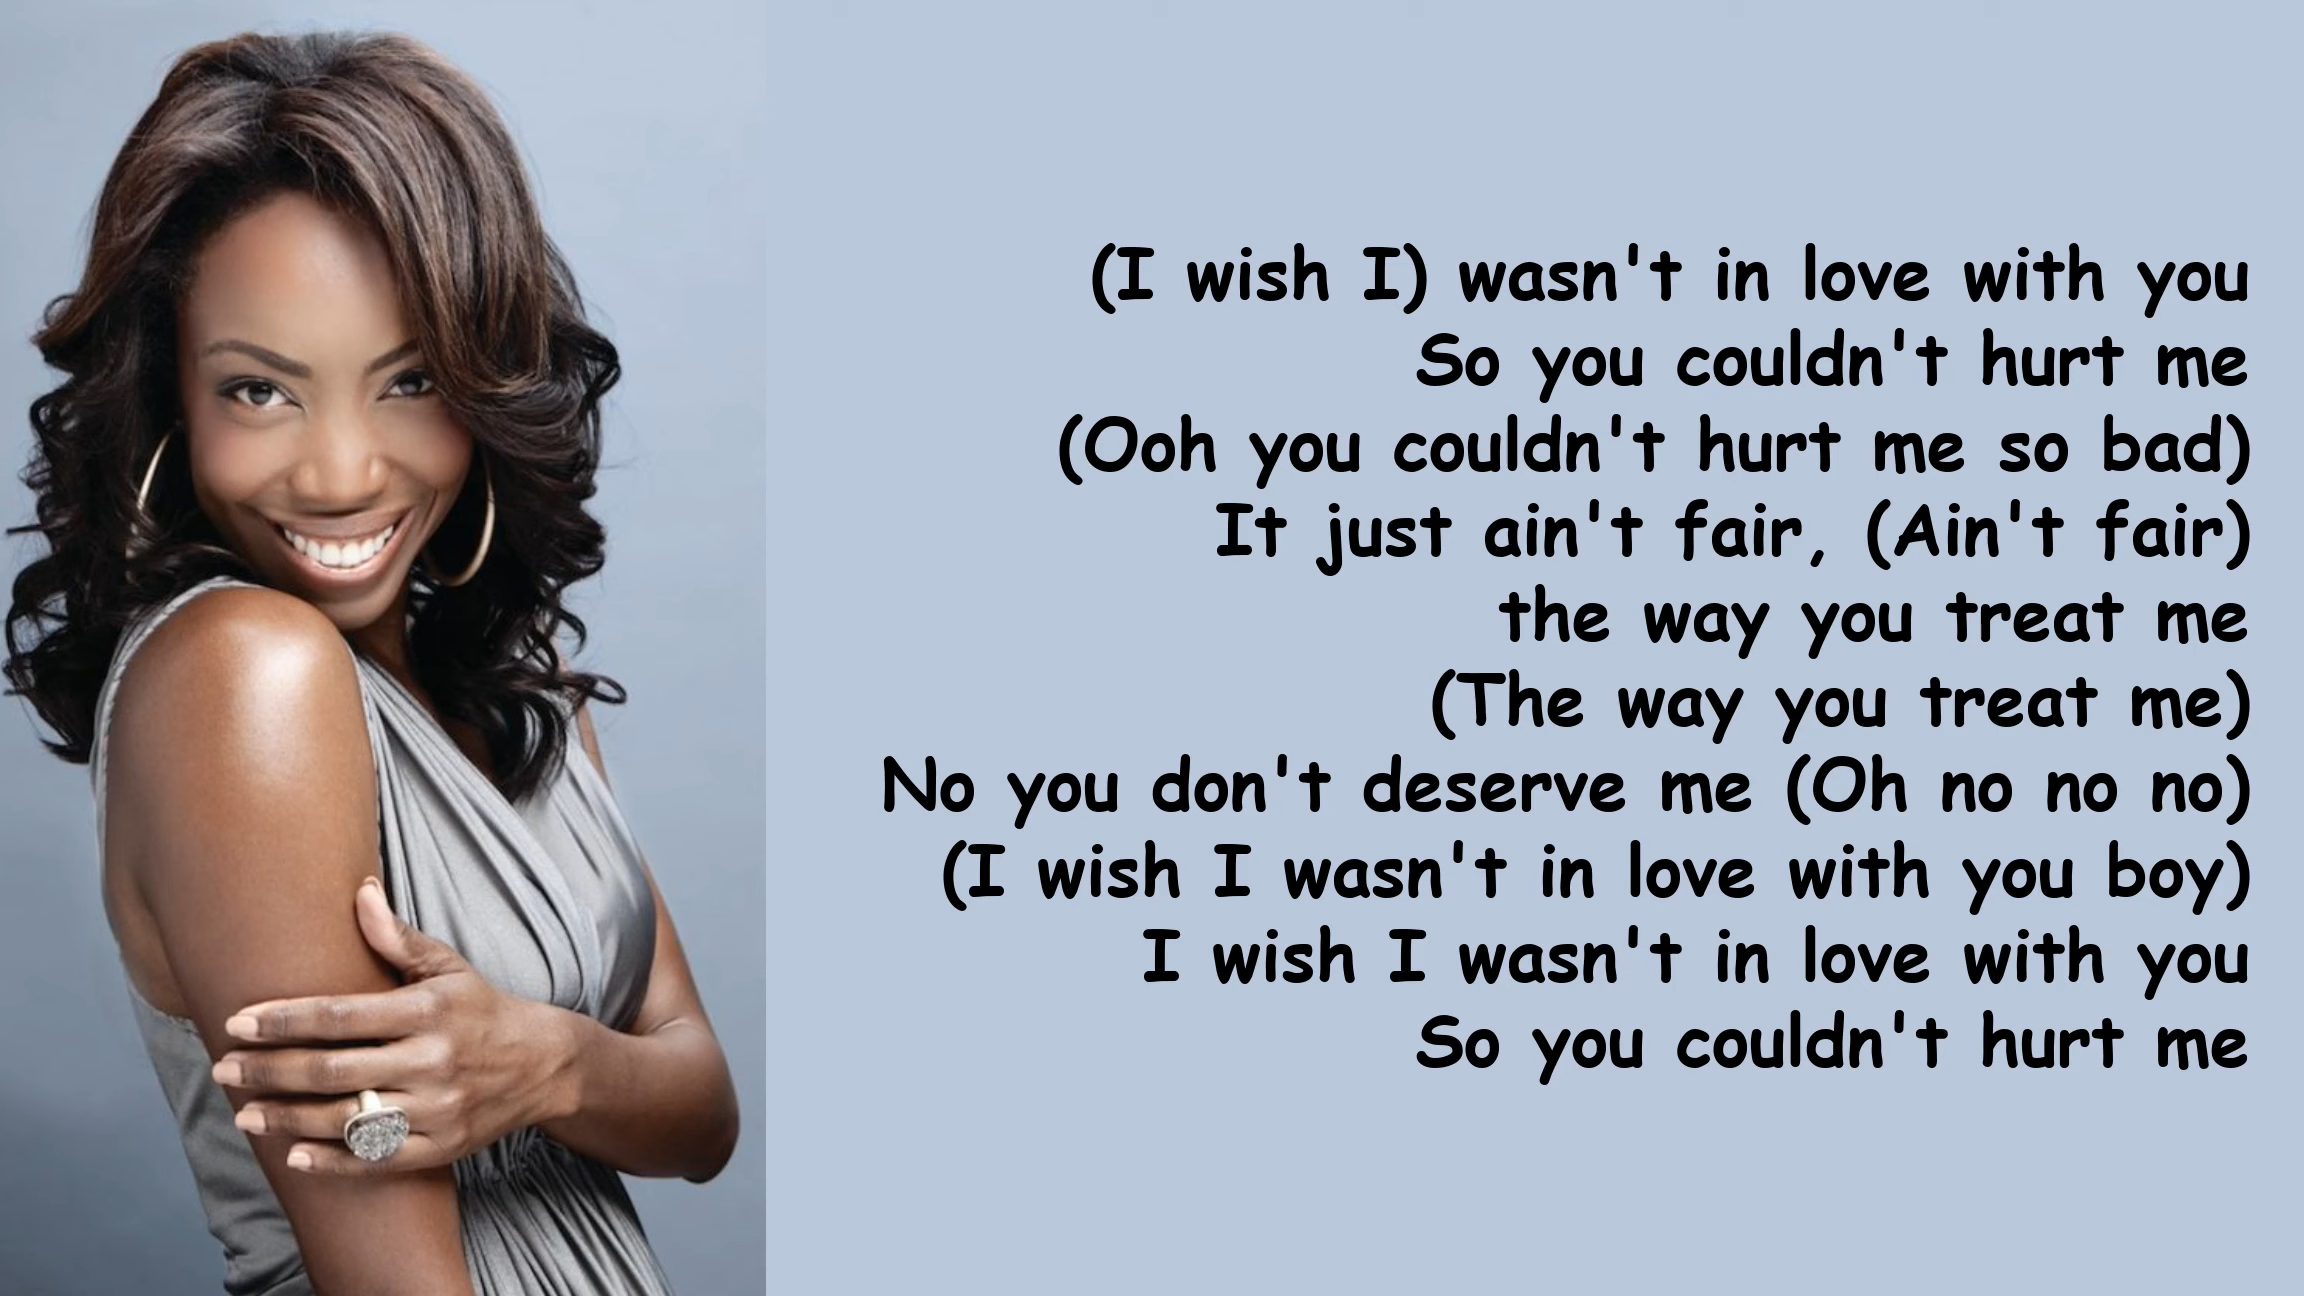 (I wish I) wasn't in love with you
So you couldn't hurt me
(Ooh you couldn't hurt me so bad)
It just ain't fair, (Ain't fair)
the way you treat me
(The way you treat me)
No you don't deserve me (Oh no no no)
(I wish I wasn't in love with you boy)
I wish I wasn't in love with you
So you couldn't hurt me